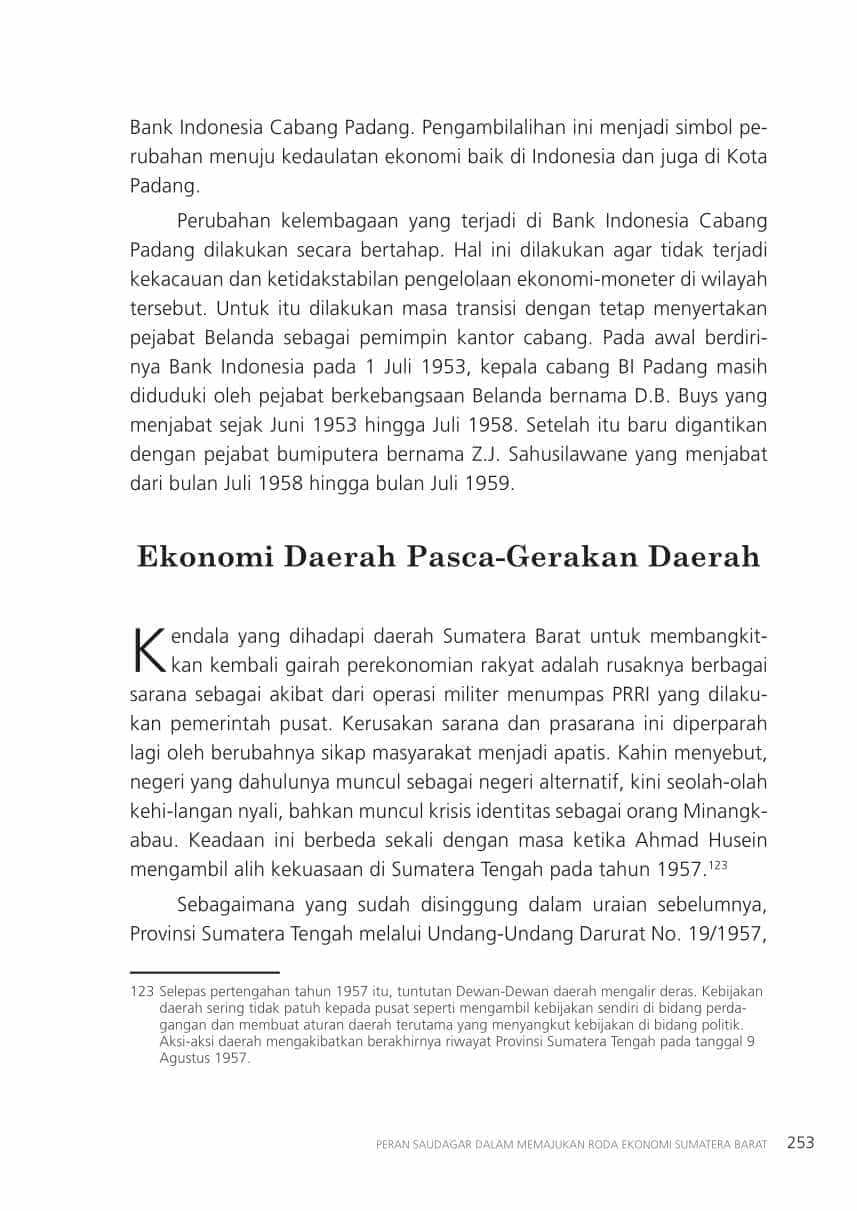 Bank Indonesia Cabang Padang. Pengambilalihan ini menjadi simbol pe-
rubahan menuju kedaulatan ekonomi baik di Indonesia dan juga di Kota
Padang.
Perubahan kelembagaan yang terjadi di Bank Indonesia Cabang
Padang dilakukan secara bertahap. Hal ini dilakukan agar tidak terjadi
kekacauan dan ketidakstabilan pengelolaan ekonomi-moneter di wilayah
tersebut. Untuk itu dilakukan masa transisi dengan tetap menyertakan
pejabat Belanda sebagai pemimpin kantor cabang. Pada awal berdiri-
nya Bank Indonesia pada 1 Juli 1953, kepala cabang BI Padang masih
diduduki oleh pejabat berkebangsaan Belanda bernama D.B. Buys yang
menjabat sejak Juni 1953 hingga Juli 1958. Setelah itu baru digantikan
dengan pejabat bumiputera bernama Z.J. Sahusilawane yang menjabat
dari bulan Juli 1958 hingga bulan Juli 1959.
Ekonomi Daerah Pasca-Gerakan Daerah
Kendala yang dihadapi daerah Sumatera Barat untuk membangkit-
kan kembali gairah perekonomian rakyat adalah rusaknya berbagai
sarana sebagai akibat dari operasi militer menumpas PRRI yang dilaku-
kan pemerintah pusat. Kerusakan sarana dan prasarana ini diperparah
lagi oleh berubahnya sikap masyarakat menjadi apatis. Kahin menyebut,
negeri yang dahulunya muncul sebagai negeri alternatif, kini seolah-olah
kehi-langan nyali, bahkan muncul krisis identitas sebagai orang Minangk-
abau. Keadaan ini berbeda sekali dengan masa ketika Ahmad Husein
mengambil alih kekuasaan di Sumatera Tengah pada tahun 1957.123
Sebagaimana yang sudah disinggung dalam uraian sebelumnya,
Provinsi Sumatera Tengah melalui Undang-Undang Darurat No. 19/1957,
123 Selepas pertengahan tahun 1957 itu, tuntutan Dewan-Dewan daerah mengalir deras. Kebijakan
daerah sering tidak patuh kepada pusat seperti mengambil kebijakan sendiri di bidang perda-
gangan dan membuat aturan daerah terutama yang menyangkut kebijakan di bidang politik.
Aksi-aksi daerah mengakibatkan berakhirnya riwayat Provinsi Sumatera Tengah pada tanggal 9
Agustus 1957.
PERAN SAUDAGAR DALAM MEMAJUKAN RODA EKONOMI SUMATERA BARAT 253